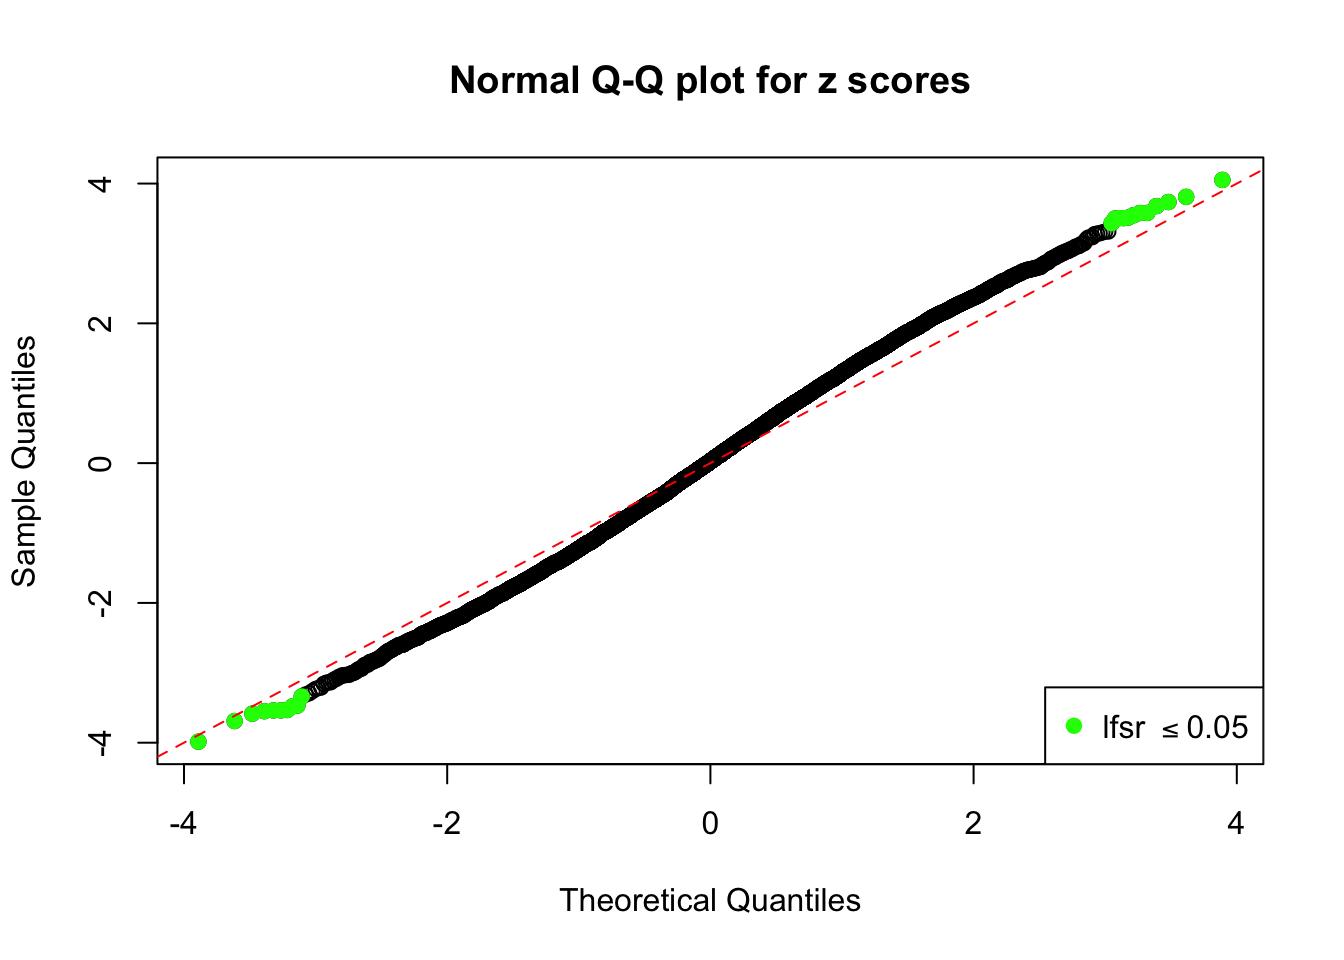 Normal Q-Q plot for z scores
Sample Quantiles
4
2
0
-2
-4
lfsr ≤ 0.05
-4 -2 0 2 4
Theoretical Quantiles